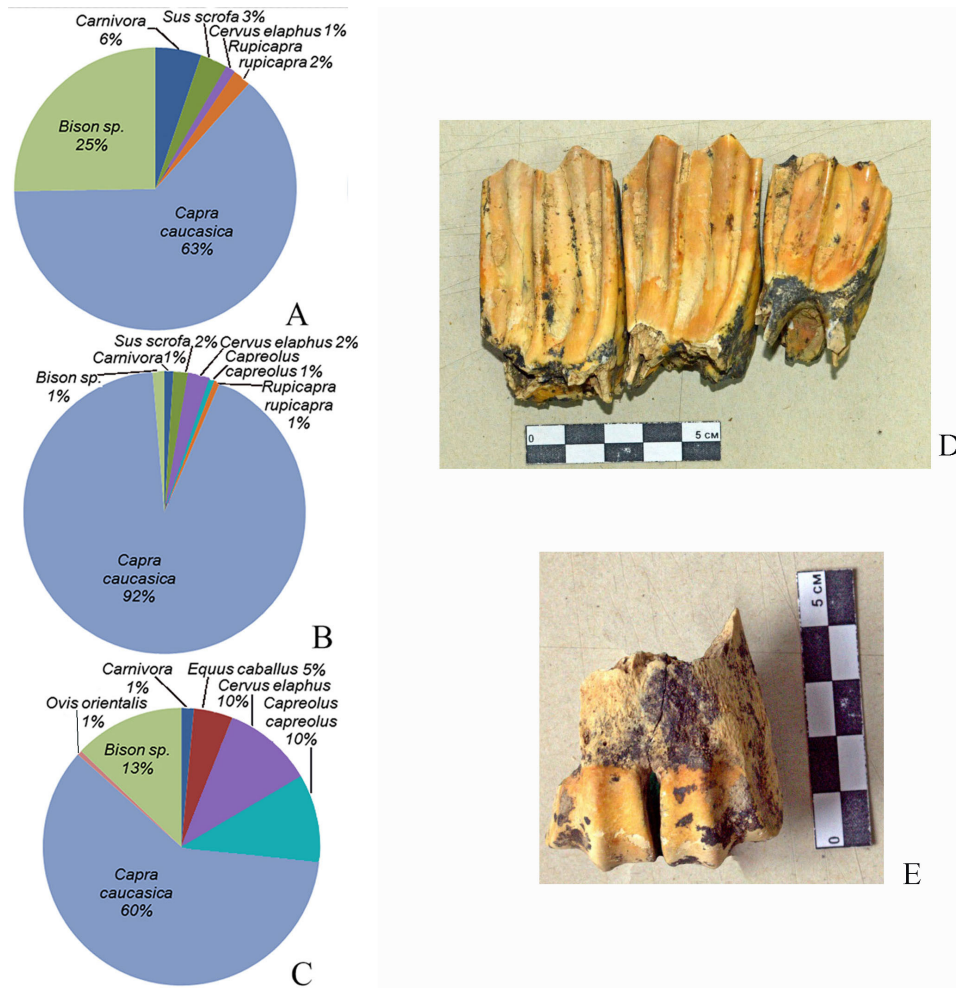 Carnivora
6%
Sus scrofa 3%
Cervus elaphus 1%
Rupicapra
rupicapra 2%
Bison sp.
25%
Capra
caucasica
63%
A
Sus scrofa 2%
Cervus elaphus 2%
Carnivora 1%
Capreolus
capreolus 1%
Bison sp.
1%
Rupicapra
rupicapra
1%
Capra
caucasica
92%
B
Carnivora
1%
Equus caballus 5%
Cervus elaphus
10%
Capreolus
capreolus
10%
Ovis orientalis
1%
Bison sp.
13%
Capra
caucasica
60%
C
0
5 см
D
5 см
0
E